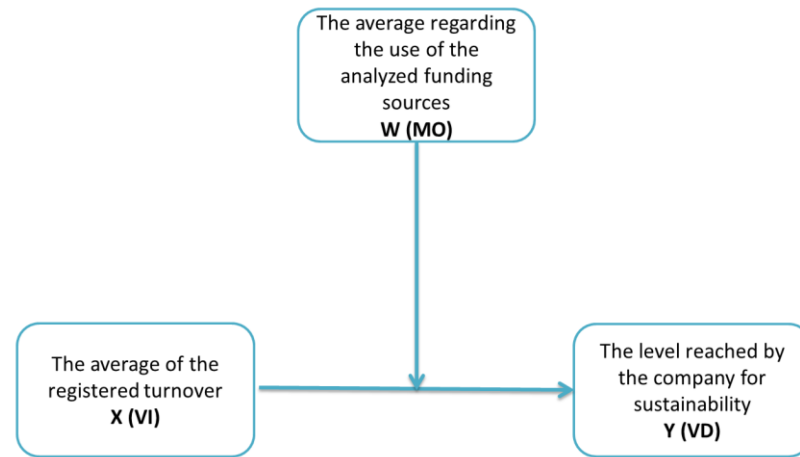 The average regarding
the use of the
analyzed funding
sources
W (MO)
The average of the
registered turnover
X (VI)
The level reached by
the company for
sustainability
Y (VD)